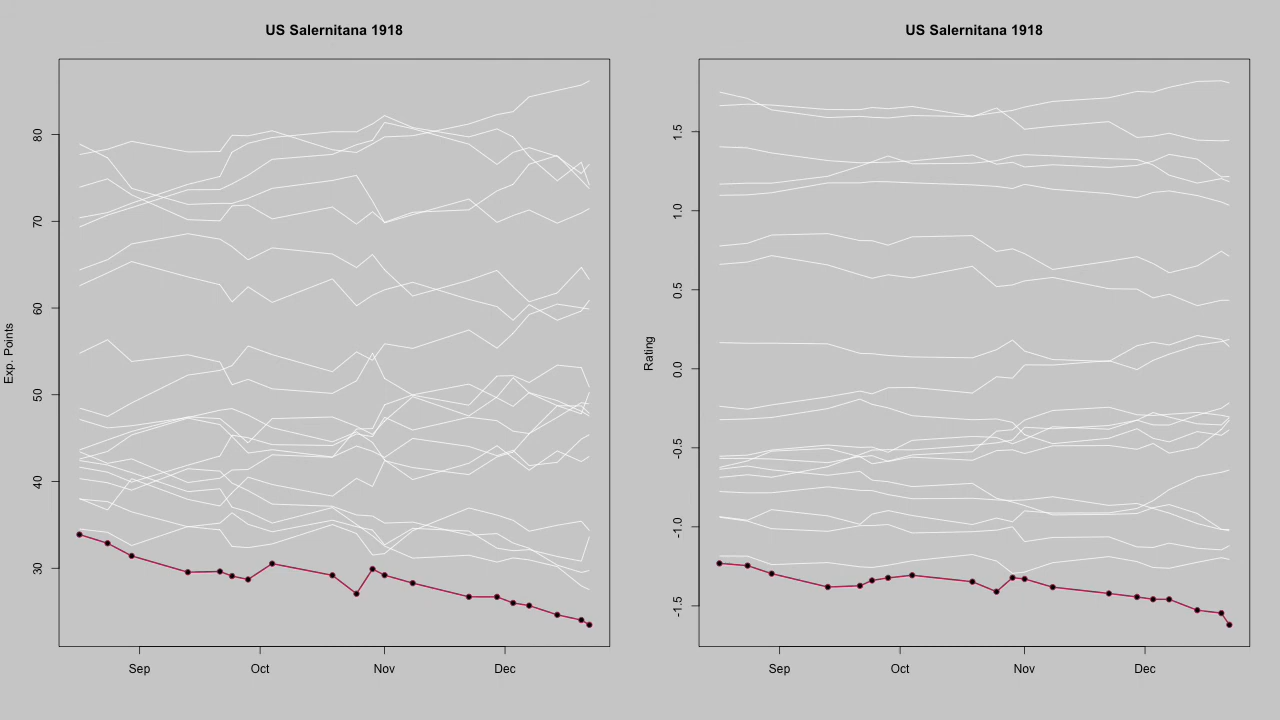 US Salernitana 1918
Exp. Points
80
70
60
50
40
30
Sep
Oct
Nov
Dec
US Salernitana 1918
Rating
1.5
1.0
0.5
0.0
-0.5
-1.0
-1.5
Sep
Oct
Nov
Dec